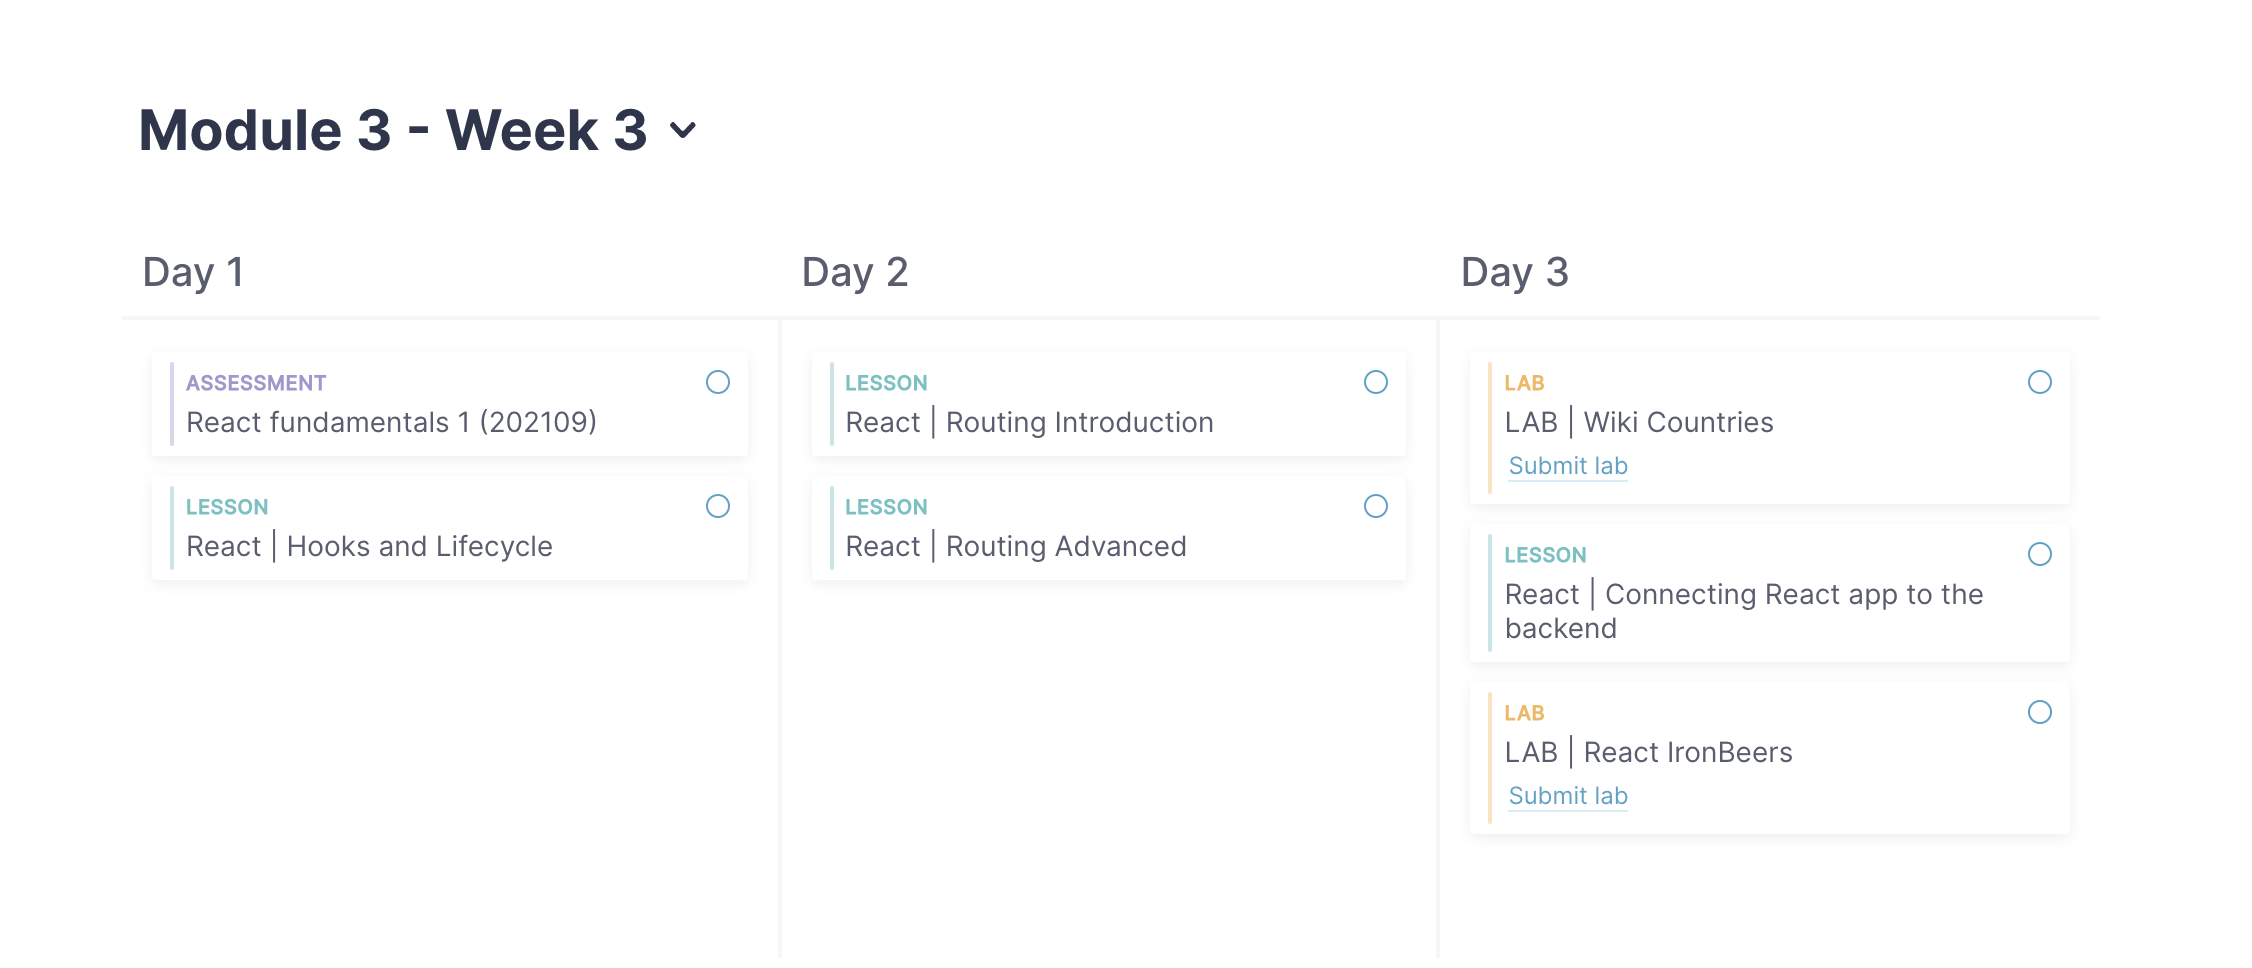 Module 3 - Week 3
Day 1
ASSESSMENT
React fundamentals 1 (202109)
LESSON
React | Hooks and Lifecycle
Day 2
LESSON
React | Routing Introduction
LESSON
React | Routing Advanced
Day 3
LAB
LAB | Wiki Countries
Submit lab
LESSON
React | Connecting React app to the
backend
LAB
LAB | React IronBeers
Submit lab